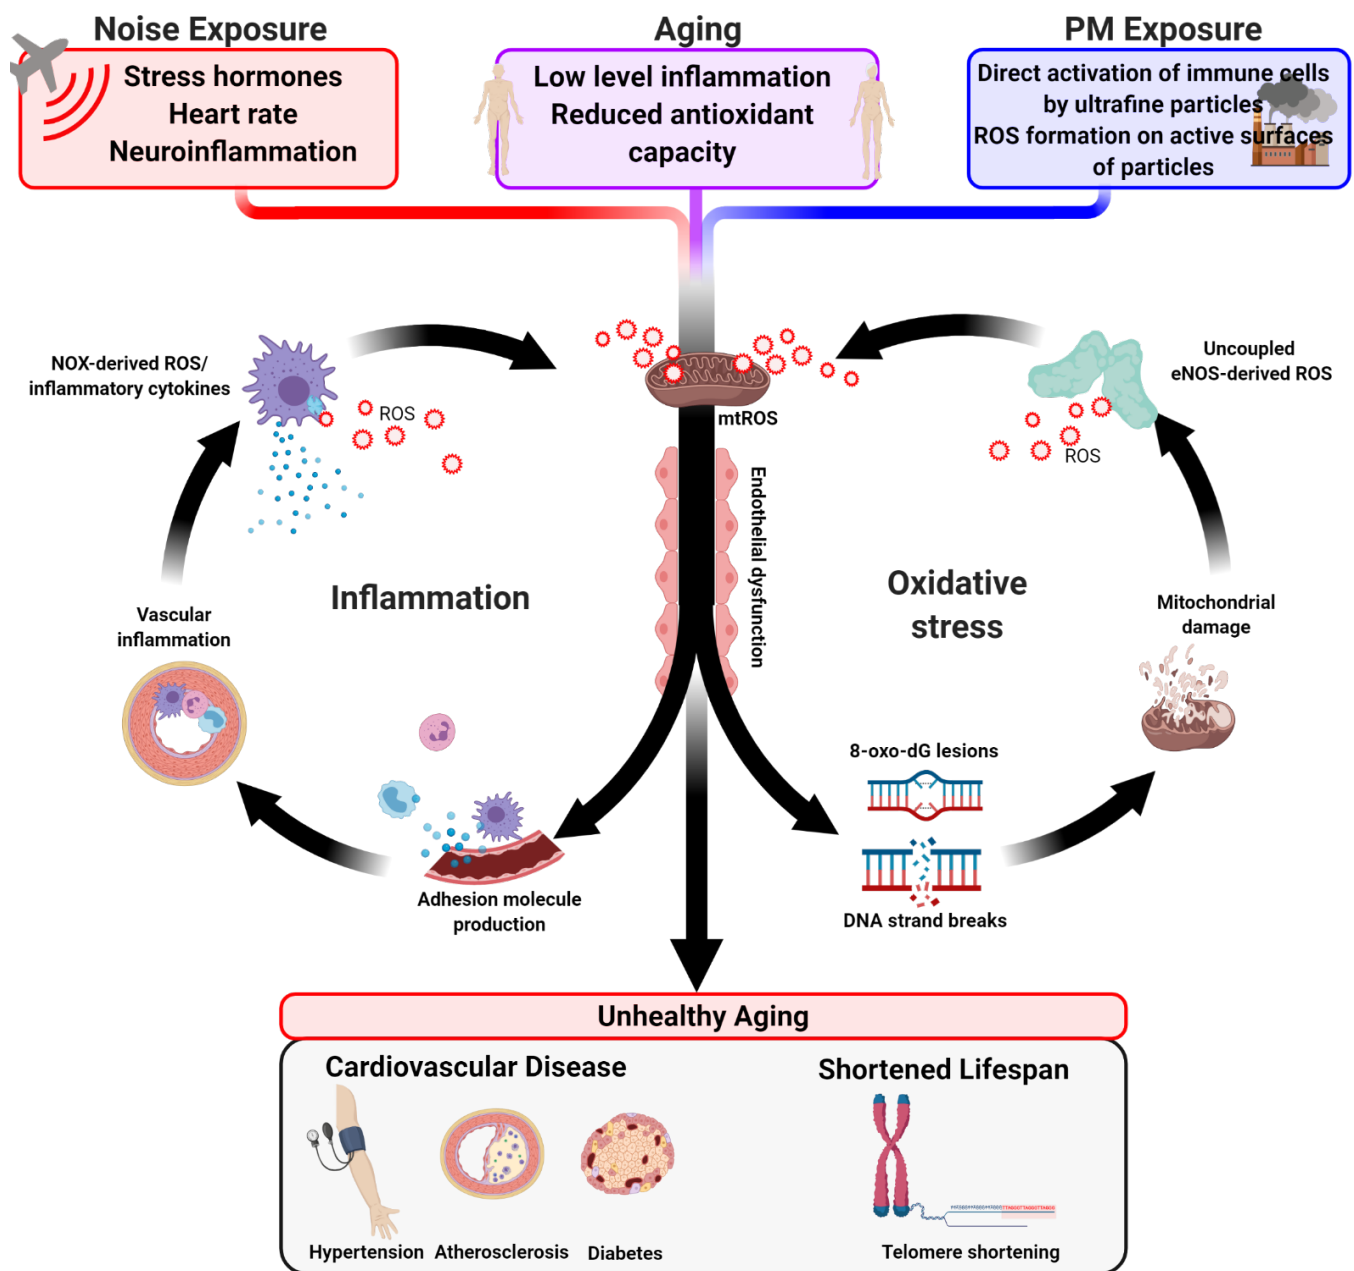 Noise Exposure
Stress hormones
Heart rate
Neuroinflammation
Aging
Low level inflammation
Reduced antioxidant
capacity
PM Exposure
Direct activation of immune cells
by ultrafine particles
ROS formation on active surfaces
of particles
NOX-derived ROS/
inflammatory cytokines
ROS
mtROS
Uncoupled
eNOS-derived ROS
ROS
Endothelial dysfunction
Inflammation
Oxidative
stress
Vascular
inflammation
Mitochondrial
damage
8-oxo-dG lesions
Adhesion molecule
production
DNA strand breaks
Unhealthy Aging
Cardiovascular Disease
Shortened Lifespan
Hypertension
Atherosclerosis
Diabetes
Telomere shortening